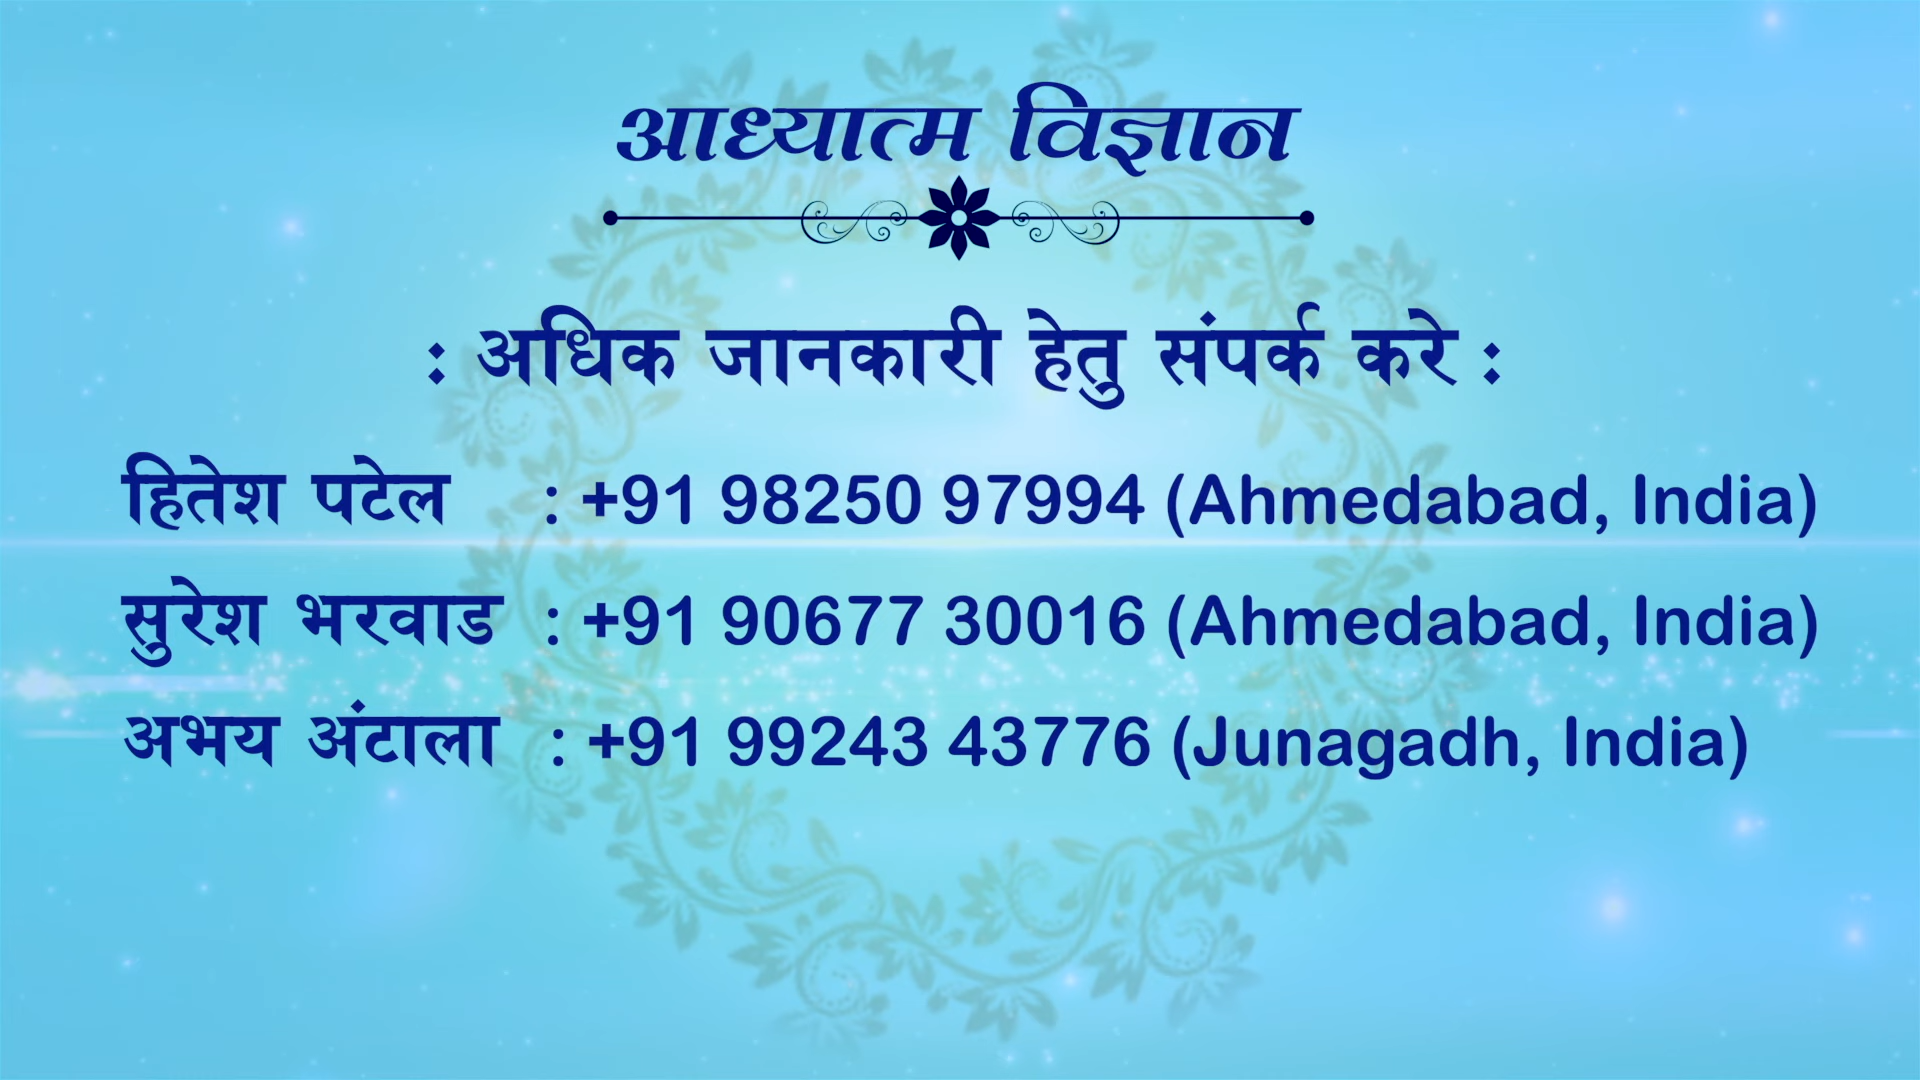 आध्यात्म विज्ञान
: अधिक जानकारी हेतु संपर्क करे :
हितेश पटेल : +91 98250 97994 (Ahmedabad, India)
सुरेश भरवाड : +91 90677 30016 (Ahmedabad, India)
अभय अंटाला : +91 99243 43776 (Junagadh, India)